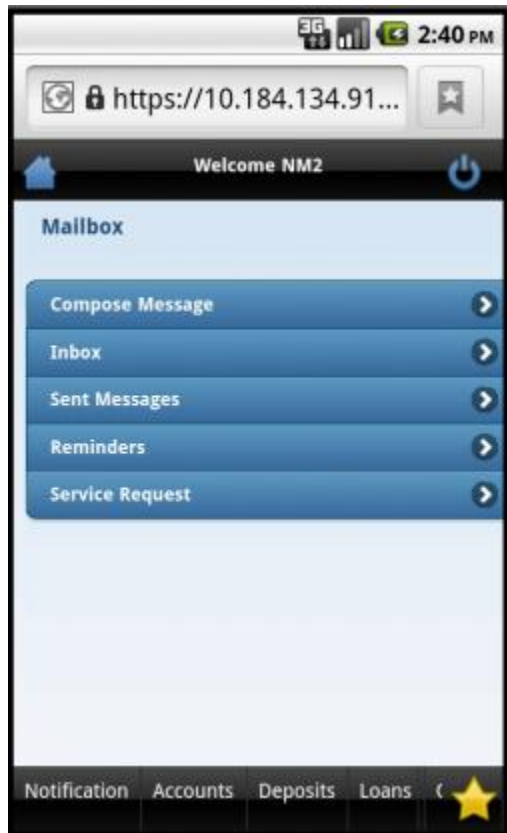 3G 2:40 PM
https://10.184.134.91...
Welcome NM2
Mailbox
Compose Message
Inbox
Sent Messages
Reminders
Service Request
Notification Accounts Deposits Loans